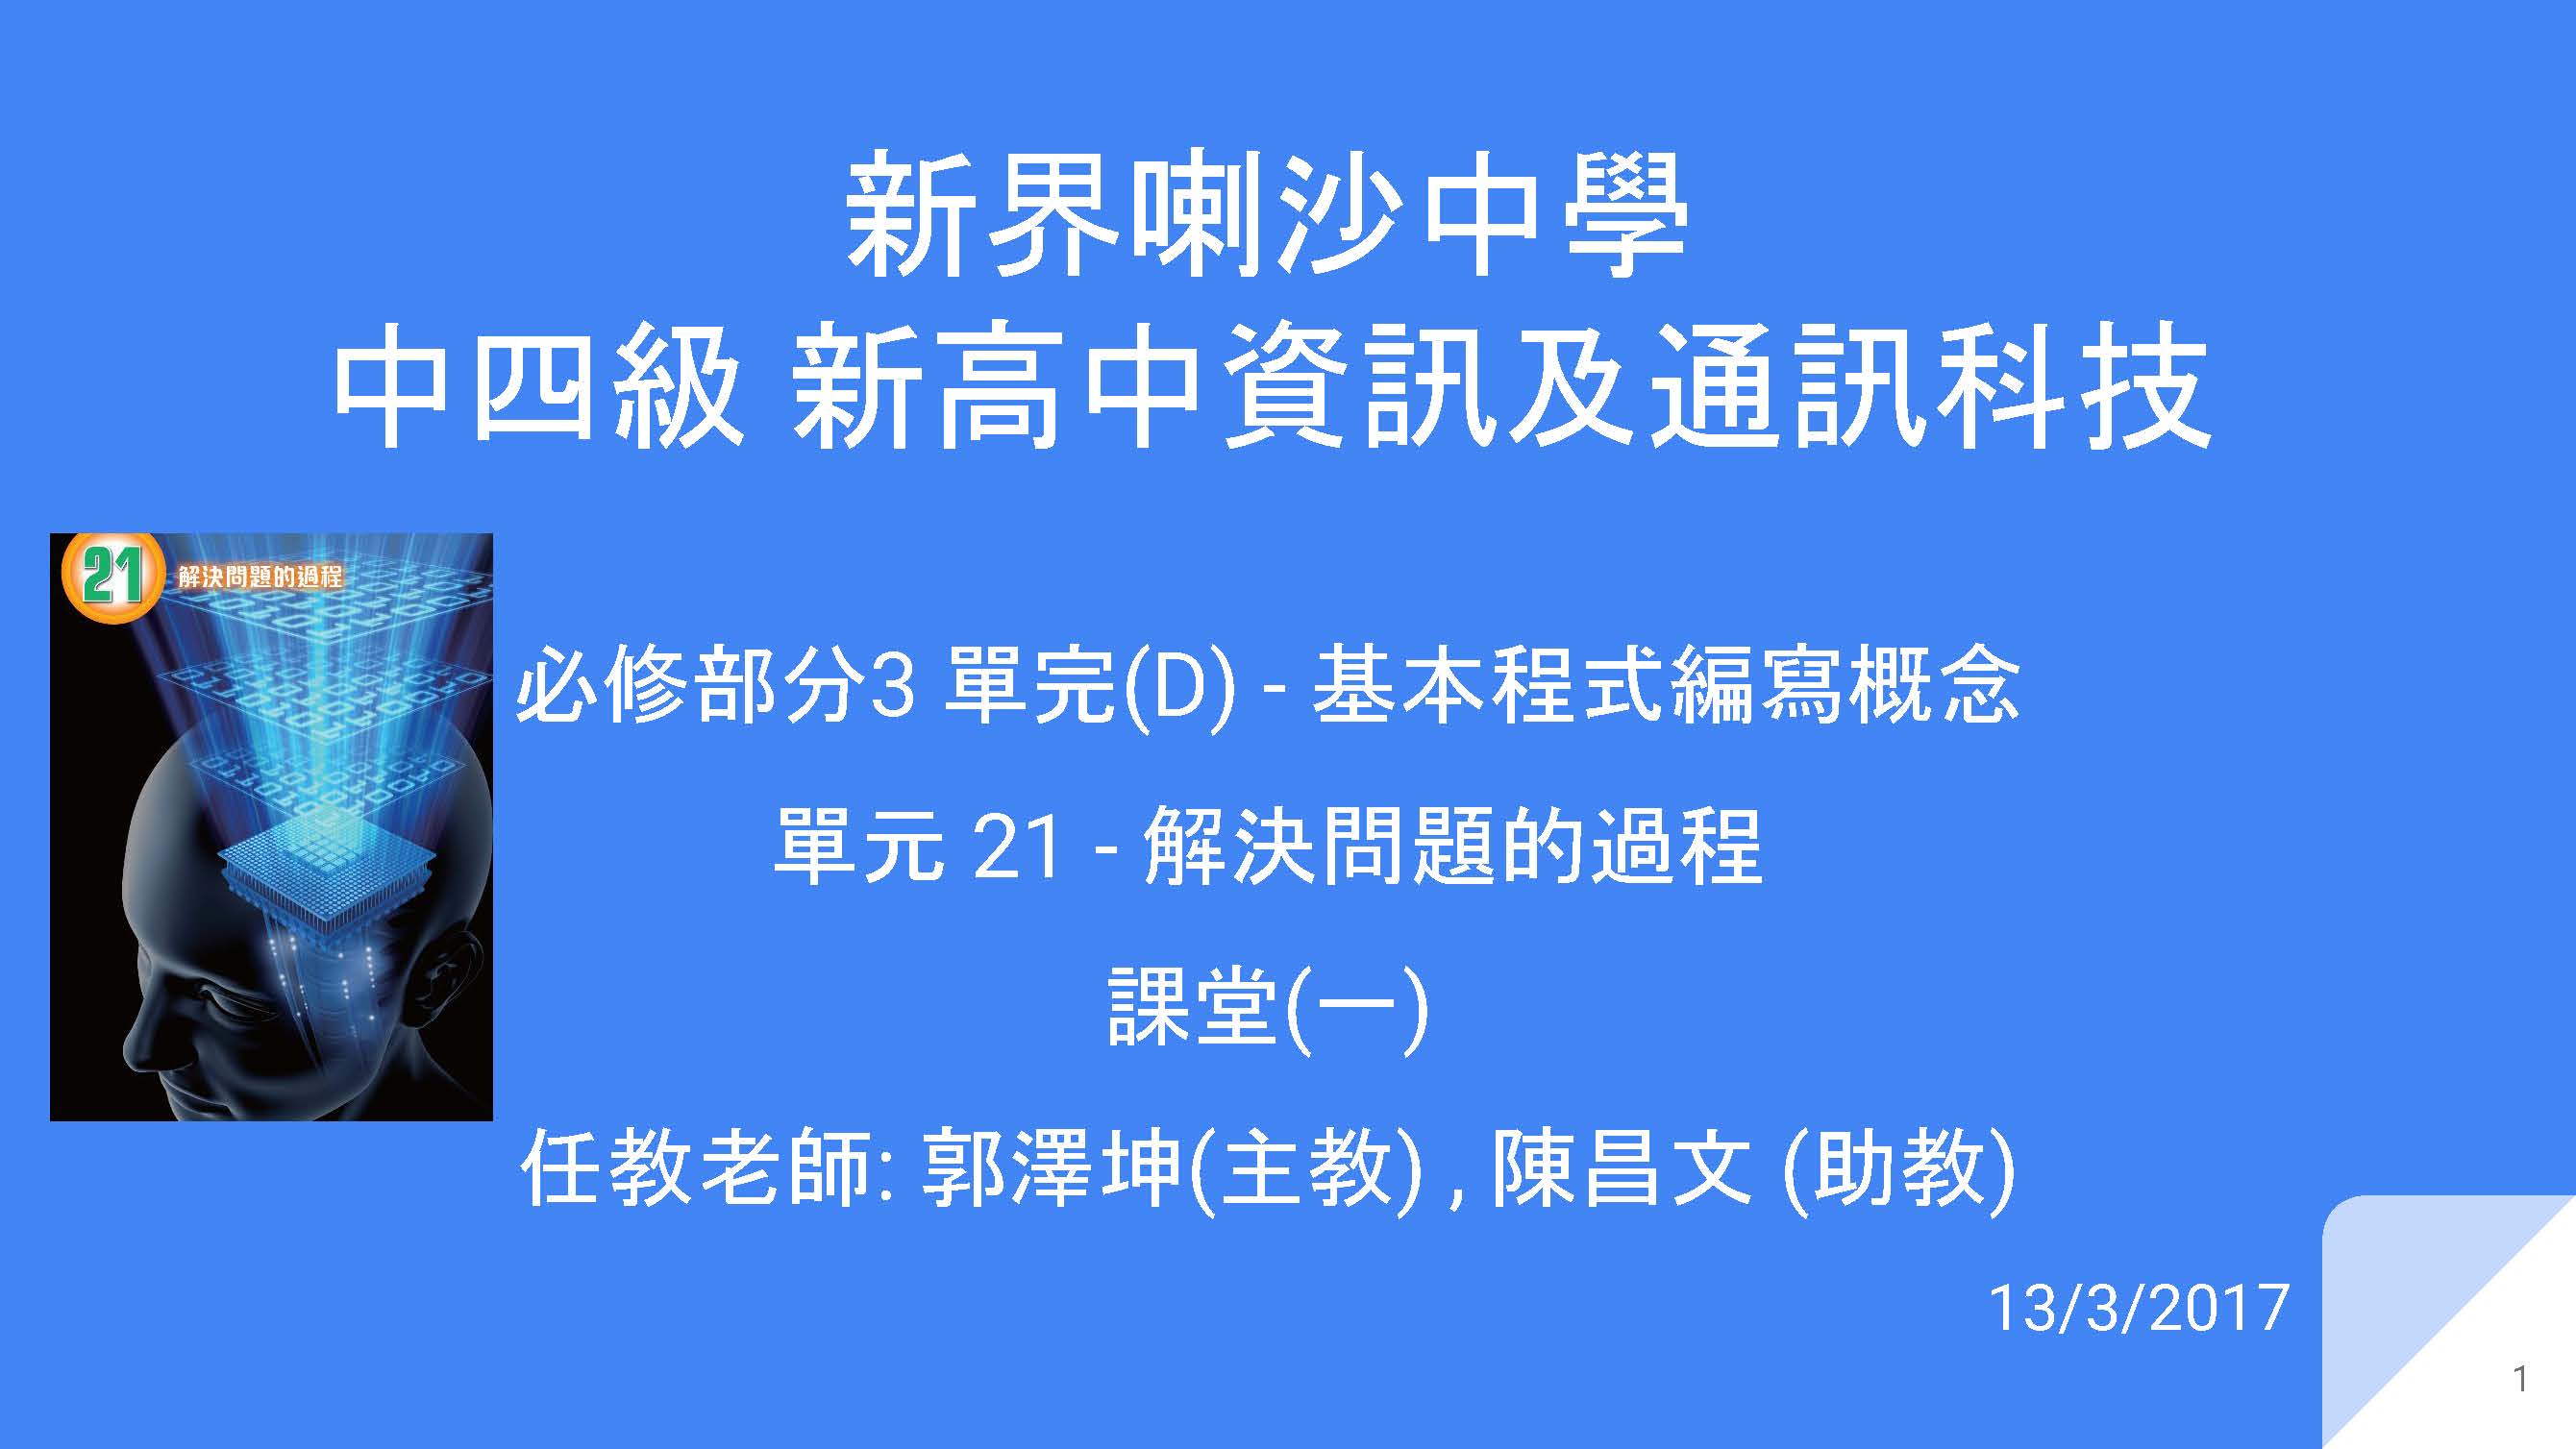 新界喇沙中學
中四級 新高中資訊及通訊科技
21 解決問題的過程
必修部分3 單完(D) - 基本程式編寫概念
單元 21 - 解決問題的過程
課堂(一)
任教老師: 郭澤坤(主教) , 陳昌文 (助教)
13/3/2017
1